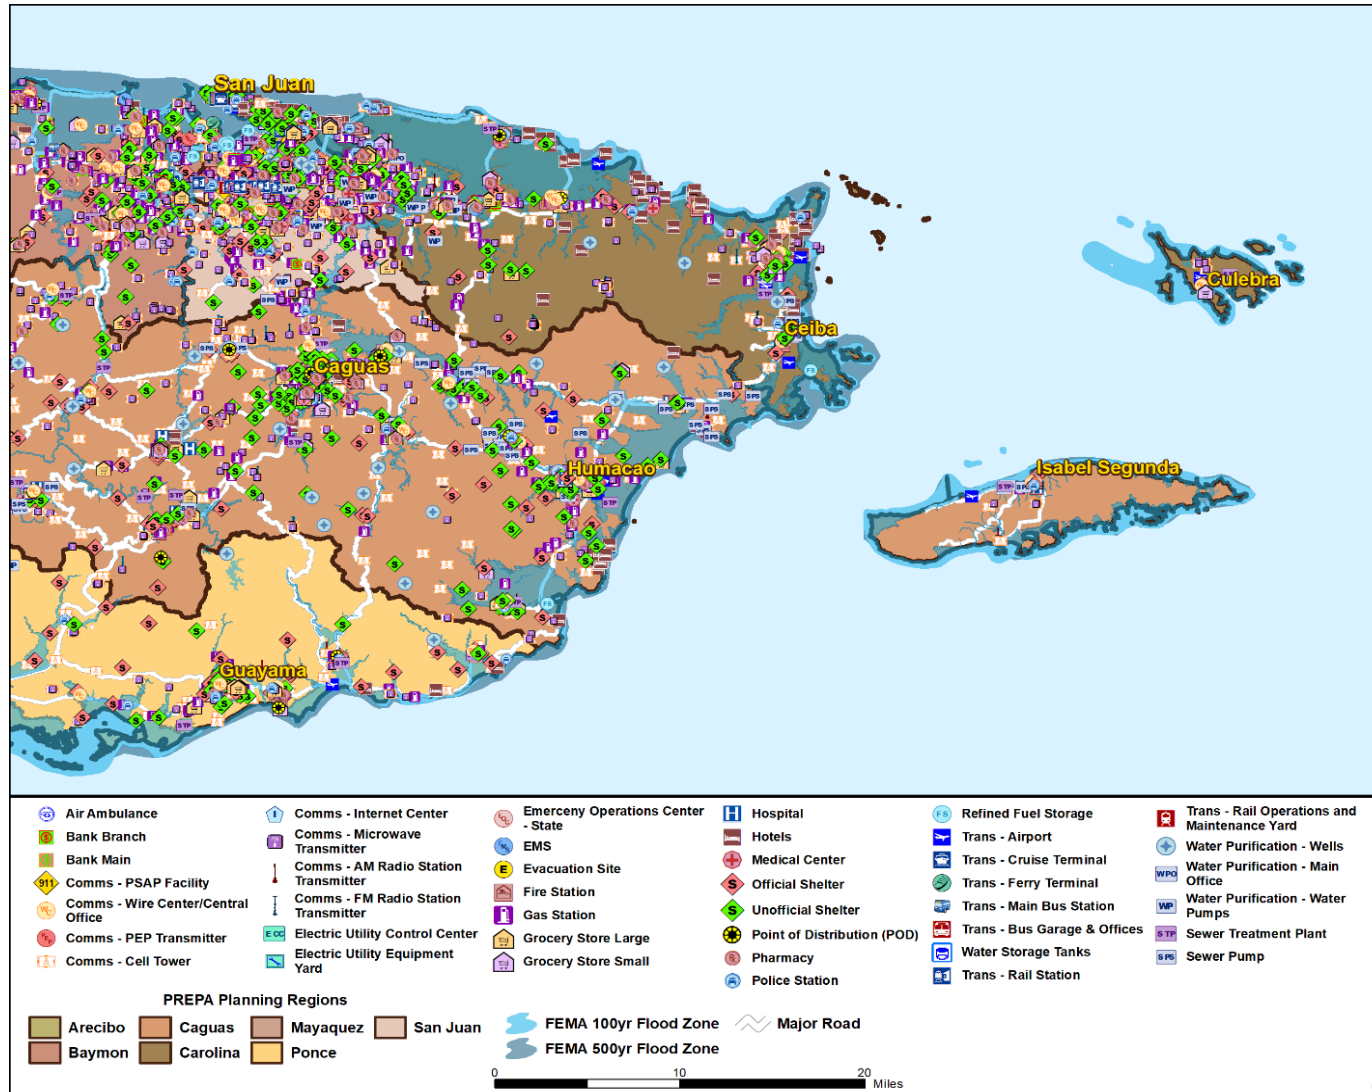 San Juan
Culebra
Ceiba
Caguas
Humacao
Isabel Segunda
Guayama
Air Ambulance
Bank Branch
Bank Main
911 Comms - PSAP Facility
WC Comms - Wire Center/Central
Office
Comms - PEP Transmitter
Comms - Cell Tower
Comms - Internet Center
Comms - Microwave
Transmitter
Comms - AM Radio Station
Transmitter
Comms - FM Radio Station
Transmitter
ECC Electric Utility Control Center
Electric Utility Equipment
Yard
Emerceny Operations Center
- State
EMS
E Evacuation Site
Fire Station
Gas Station
Grocery Store Large
Grocery Store Small
H Hospital
Hotels
Medical Center
S Official Shelter
S Unofficial Shelter
Point of Distribution (POD)
Pharmacy
Police Station
FS Refined Fuel Storage
Trans - Airport
Trans - Cruise Terminal
Trans - Ferry Terminal
Trans - Main Bus Station
Trans - Bus Garage & Offices
Water Storage Tanks
Trans - Rail Station
Trans - Rail Operations and
Maintenance Yard
Water Purification - Wells
WPO Water Purification - Main
Office
WP Water Purification - Water
Pumps
STP Sewer Treatment Plant
SPS Sewer Pump
PREPA Planning Regions
Arecibo
Caguas
Mayaquez
San Juan
Baymon
Carolina
Ponce
FEMA 100yr Flood Zone
Major Road
FEMA 500yr Flood Zone
0 10 20
Miles